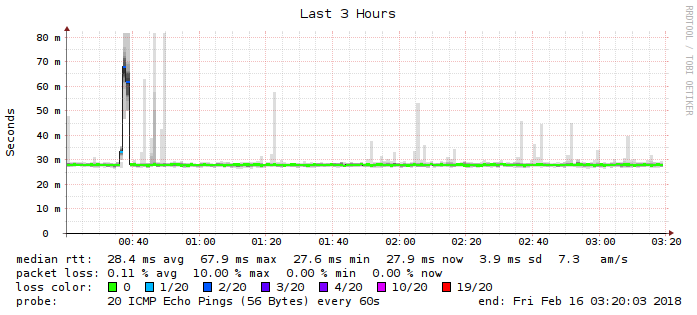 Last 3 Hours
RRDTOOL / TOBI OETIKER
Seconds
80 m
70 m
60 m
50 m
40 m
30 m
20 m
10 m
0
00:40 01:00 01:20 01:40 02:00 02:20 02:40 03:00 03:20
median rtt: 28.4 ms avg 67.9 ms max 27.6 ms min 27.9 ms now 3.9 ms sd 7.3 am/s
packet loss: 0.11 % avg 10.00 % max 0.00 % min 0.00 % now
loss color: 0 1/20 2/20 3/20 4/20 10/20 19/20
probe: 20 ICMP Echo Pings (56 Bytes) every 60s end: Fri Feb 16 03:20:03 2018